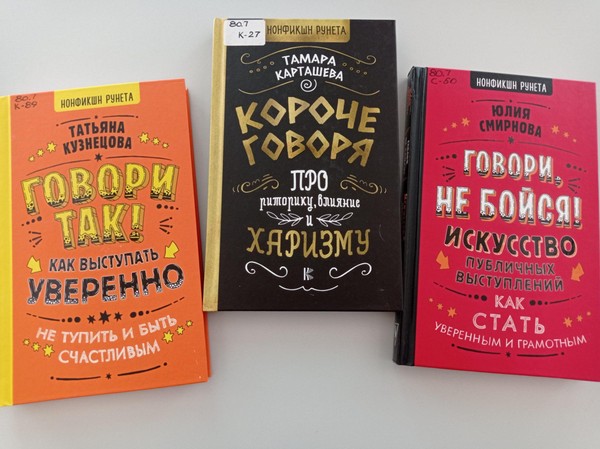 80.7
К-89
НОНФИКШН РУНЕТА
ТАТЬЯНА
КУЗНЕЦОВА
ГОВОРИ
ТАК!
КАК ВЫСТУПАТЬ
УВЕРЕННО
НЕ ТУПИТЬ И БЫТЬ
СЧАСТЛИВЫМ
80.7
К-27
НОНФИКШН РУНЕТА
ТАМАРА
КАРТАШЕВА
КОРОЧЕ
ГОВОРЯ
ПРО
риторику, влияние
и
ХАРИЗМУ
80.7
С-50
НОНФИКШН РУНЕТА
ЮЛИЯ
СМИРНОВА
ГОВОРИ,
НЕ БОЙСЯ!
ИСКУССТВО
ПУБЛИЧНЫХ
ВЫСТУПЛЕНИЙ
КАК
СТАТЬ
УВЕРЕННЫМ И ГРАМОТНЫМ